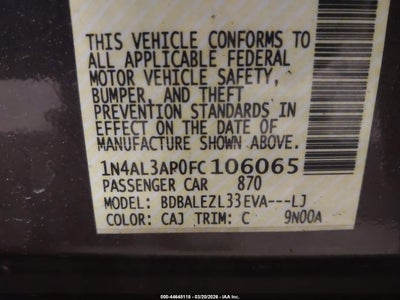 THIS VEHICLE CONFORMS TO
ALL APPLICABLE FEDERAL
MOTOR VEHICLE SAFETY,
BUMPER, AND THEFT
PREVENTION STANDARDS IN
EFFECT ON THE DATE OF
MANUFACTURE SHOWN ABOVE.
1N4AL3AP0FC106065
PASSENGER CAR 870
MODEL: BDBALEZL33EVA---LJ
COLOR: CAJ TRIM: C 9N00A
000-44648118 - 03/20/2026 - IAA Inc.